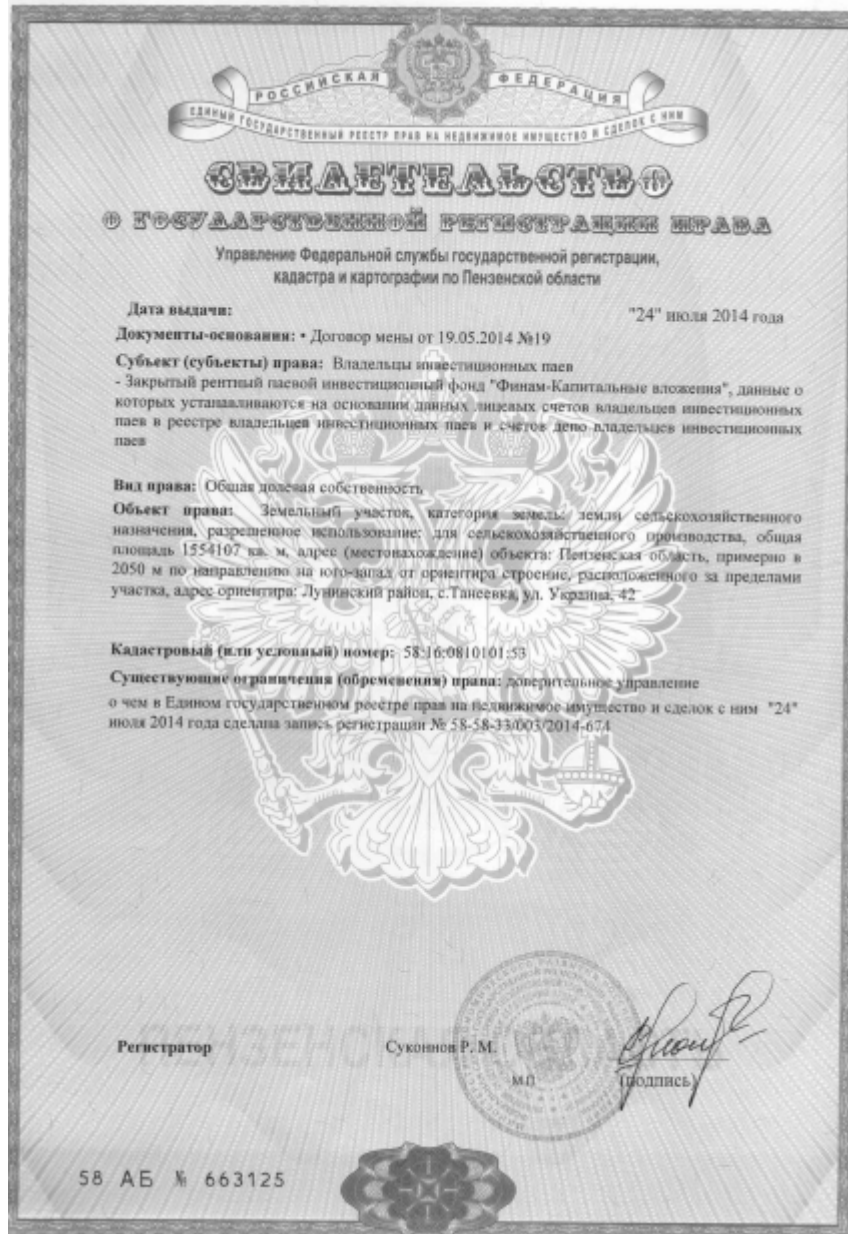 РОССИЙСКАЯ ФЕДЕРАЦИЯ
ЕДИНЫЙ ГОСУДАРСТВЕННЫЙ РЕЕСТР ПРАВ НА НЕДВИЖИМОЕ ИМУЩЕСТВО И СДЕЛОК С НИМ
СВИДЕТЕЛЬСТВО
О ГОСУДАРСТВЕННОЙ РЕГИСТРАЦИИ ПРАВА
Управление Федеральной службы государственной регистрации,
кадастра и картографии по Пензенской области
Дата выдачи: "24" июля 2014 года
Документы-основания: • Договор мены от 19.05.2014 №19
Субъект (субъекты) права: Владельцы инвестиционных паев
- Закрытый рентный паевой инвестиционный фонд "Финам-Капитальные вложения", данные о
которых устанавливаются на основании данных лицевых счетов владельцев инвестиционных
паев в реестре владельцев инвестиционных паев и счетов депо владельцев инвестиционных
паев
Вид права: Общая долевая собственность
Объект права: Земельный участок, категория земель: земли сельскохозяйственного
назначения, разрешенное использование: для сельскохозяйственного производства, общая
площадь 1554107 кв. м, адрес (местонахождение) объекта: Пензенская область, примерно в
2050 м по направлению на юго-запад от ориентира строение, расположенного за пределами
участка, адрес ориентира: Лунинский район, с.Танеевка, ул. Украина, 42
Кадастровый (или условный) номер: 58:16:0810101:53
Существующие ограничения (обременения) права: доверительное управление
о чем в Едином государственном реестре прав на недвижимое имущество и сделок с ним "24"
июля 2014 года сделана запись регистрации № 58-58-33/003/2014-674
Регистратор Суконнов Р. М.
М.П. (подпись)
58 АБ № 663125